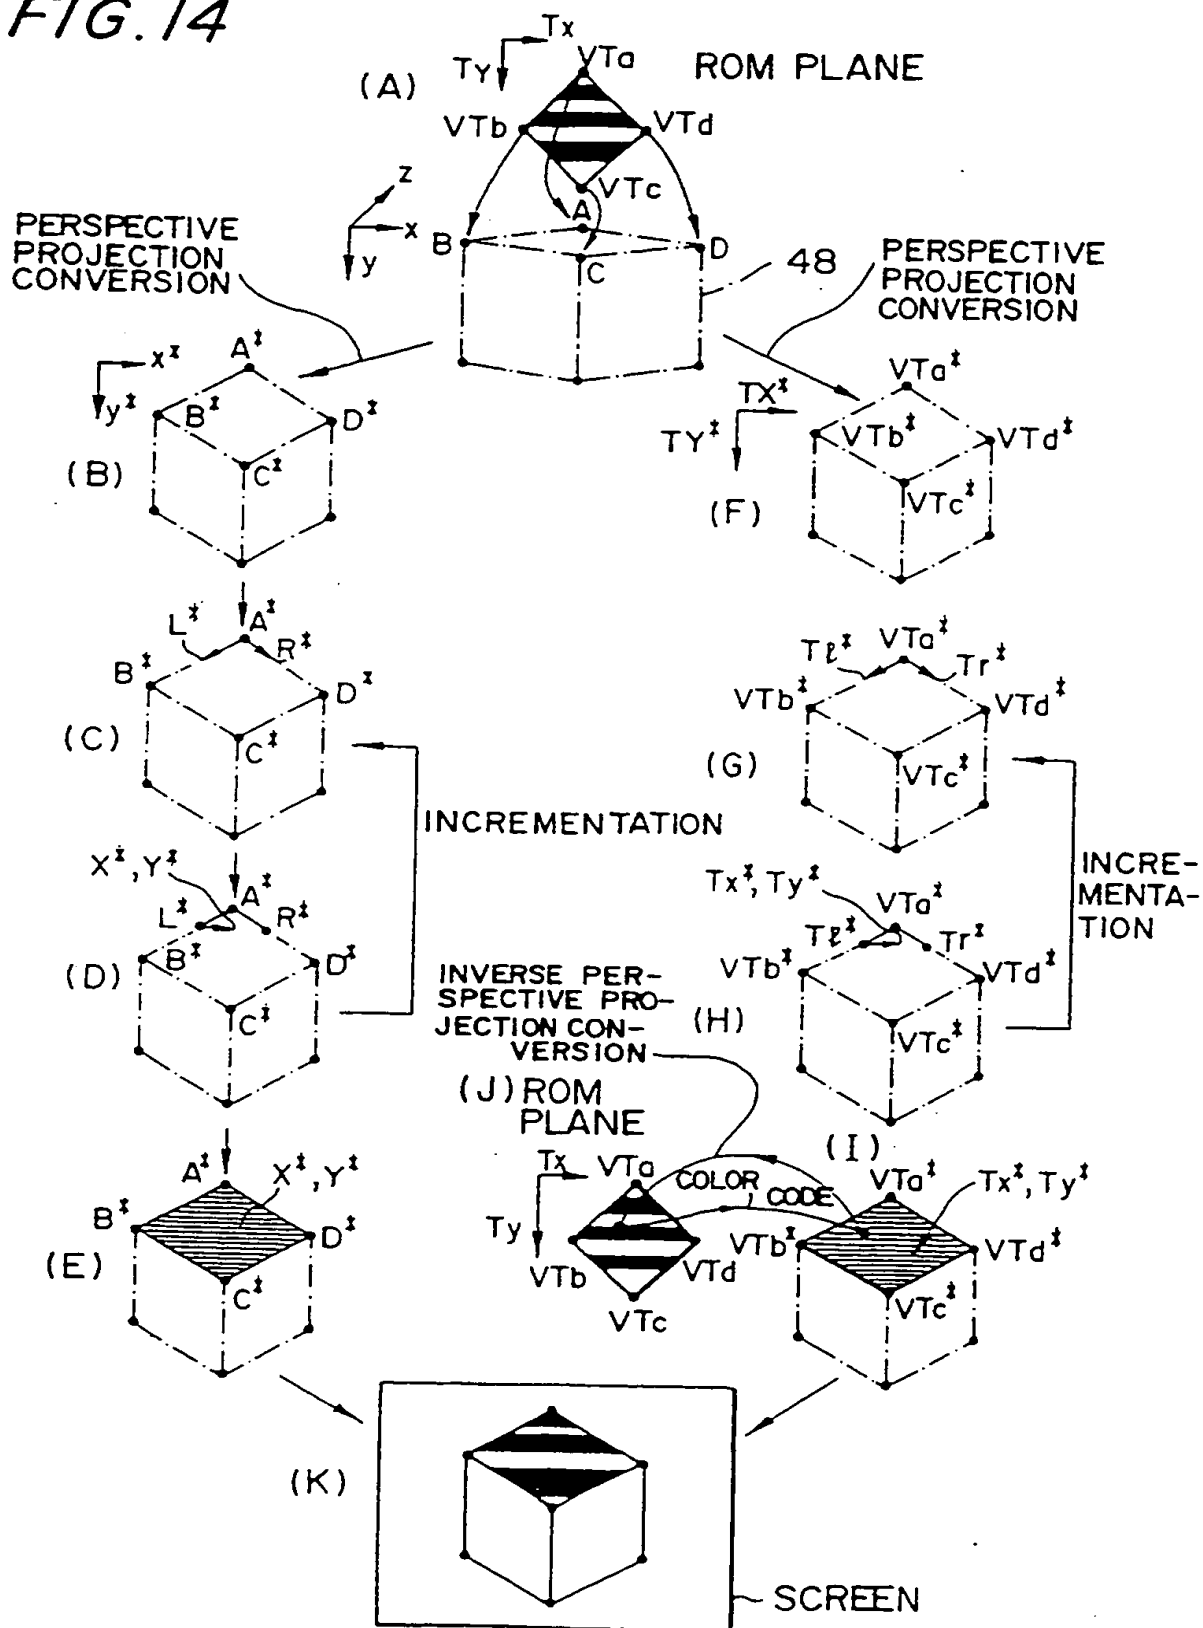 FIG. 14
(A)
Tx
TY
VTa
ROM PLANE
VTb
VTd
VTc
z
x
y
A
B
C
D
48
PERSPECTIVE
PROJECTION
CONVERSION
PERSPECTIVE
PROJECTION
CONVERSION
x*
y*
A*
B*
D*
C*
(B)
TX*
TY*
VTa*
VTb*
VTd*
VTc*
(F)
L*
A*
R*
B*
D*
C*
(C)
Tℓ*
VTa*
Tr*
VTb*
VTd*
VTc*
(G)
INCREMENTATION
INCRE-
MENTA-
TION
X*, Y*
A*
L*
R*
B*
D*
C*
(D)
Tx*, Ty*
VTa*
Tℓ*
Tr*
VTb*
VTd*
VTc*
(H)
INVERSE PER-
SPECTIVE PRO-
JECTION CON-
VERSION
(J) ROM
PLANE
Tx
Ty
VTa
VTb
VTd
VTc
COLOR
CODE
(I)
VTa*
Tx*, Ty*
VTb*
VTd*
VTc*
A*
X*, Y*
B*
D*
C*
(E)
(K)
SCREEN